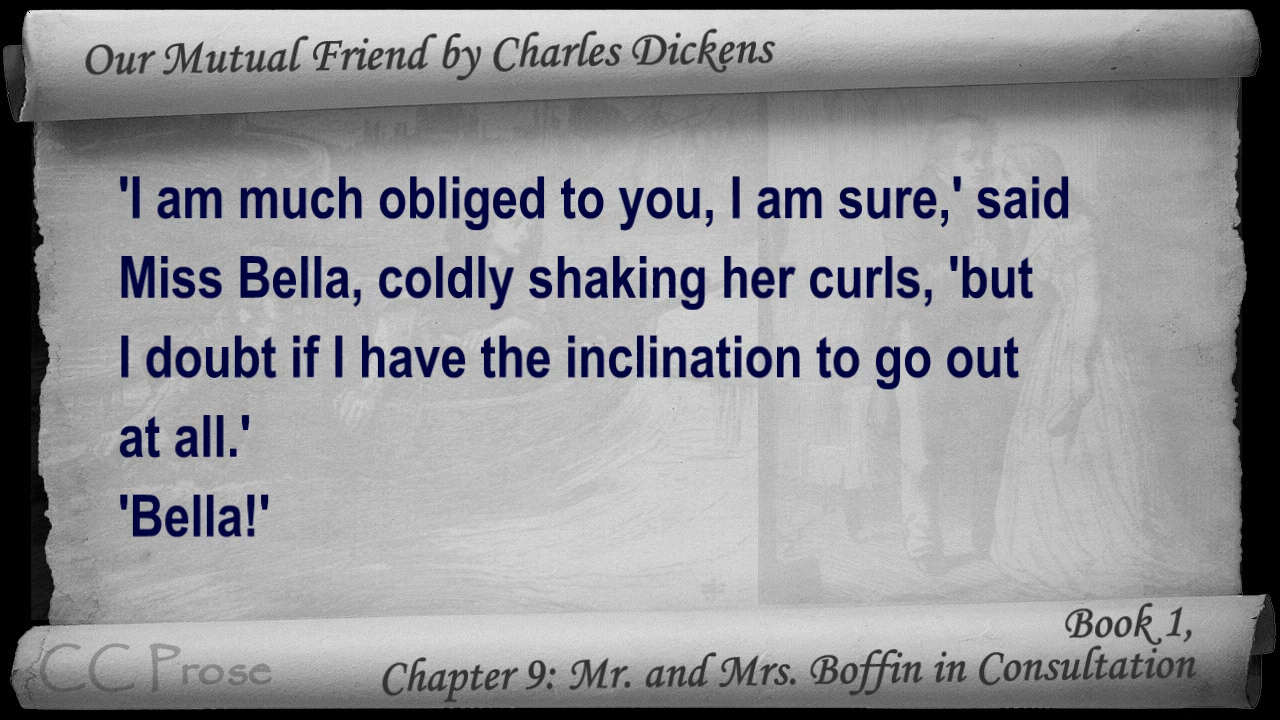 Our Mutual Friend by Charles Dickens
'I am much obliged to you, I am sure,' said
Miss Bella, coldly shaking her curls, 'but
I doubt if I have the inclination to go out
at all.'
'Bella!'
Book 1,
CC Prose
Chapter 9: Mr. and Mrs. Boffin in Consultation